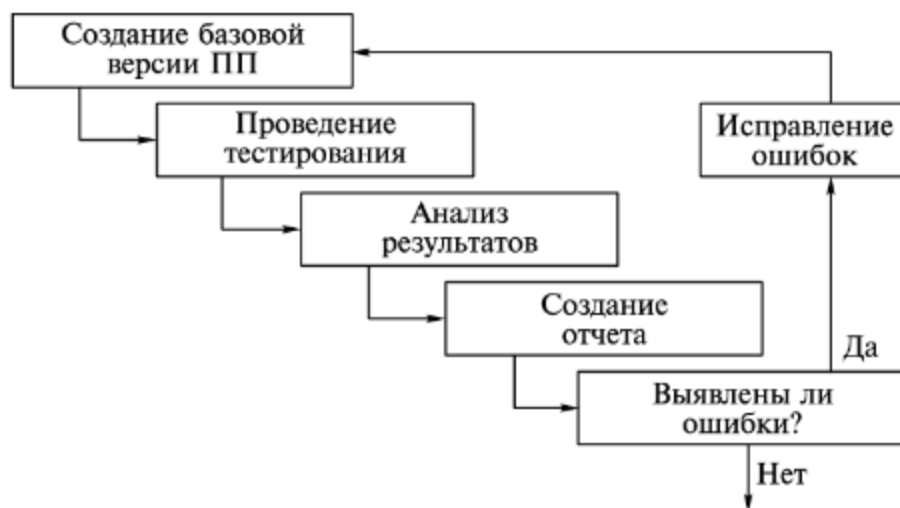 Создание базовой
версии ПП
Проведение
тестирования
Исправление
ошибок
Анализ
результатов
Создание
отчета
Да
Выявлены ли
ошибки?
Нет